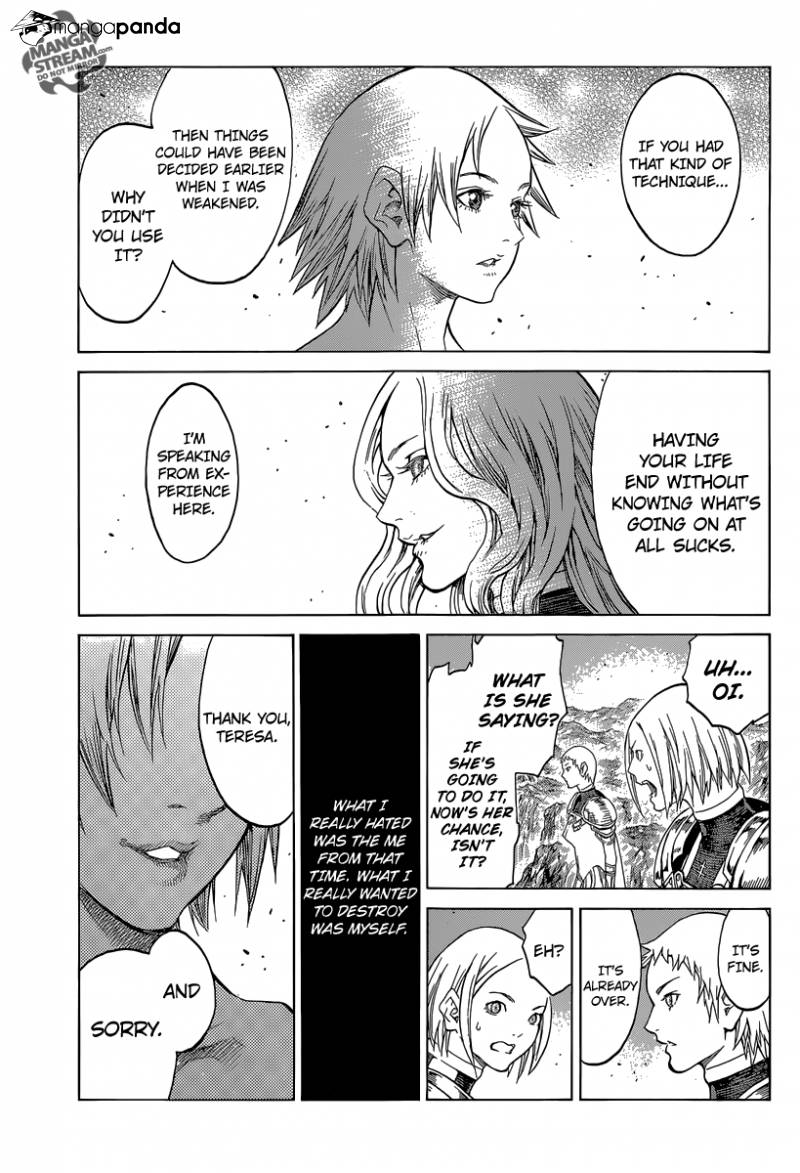 mangapanda
MANGA
STREAM.com
DO NOT MIRROR
IF YOU HAD
THAT KIND OF
TECHNIQUE...
THEN THINGS
COULD HAVE BEEN
DECIDED EARLIER
WHEN I WAS
WEAKENED.
WHY
DIDN'T
YOU USE
IT?
HAVING
YOUR LIFE
END WITHOUT
KNOWING WHAT'S
GOING ON AT
ALL SUCKS.
I'M
SPEAKING
FROM EX-
PERIENCE
HERE.
UH...
OI.
WHAT
IS SHE
SAYING?
IF
SHE'S
GOING
TO DO IT,
NOW'S HER
CHANCE,
ISN'T
IT?
IT'S
FINE.
IT'S
ALREADY
OVER.
EH?
WHAT I
REALLY HATED
WAS THE ME
FROM THAT
TIME. WHAT I
REALLY WANTED
TO DESTROY
WAS MYSELF.
THANK YOU,
TERESA.
AND
SORRY.